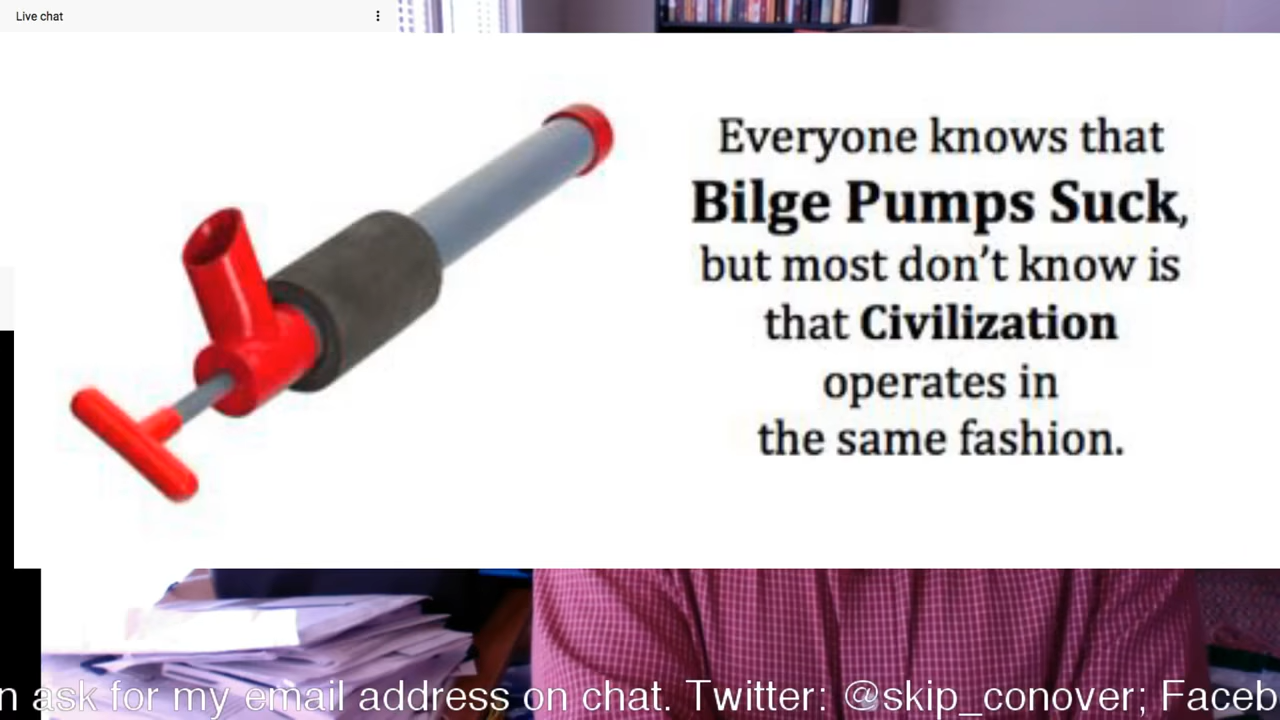 Live chat
Everyone knows that
Bilge Pumps Suck,
but most don’t know is
that Civilization
operates in
the same fashion.
n ask for my email address on chat. Twitter: @skip_conover; Faceb